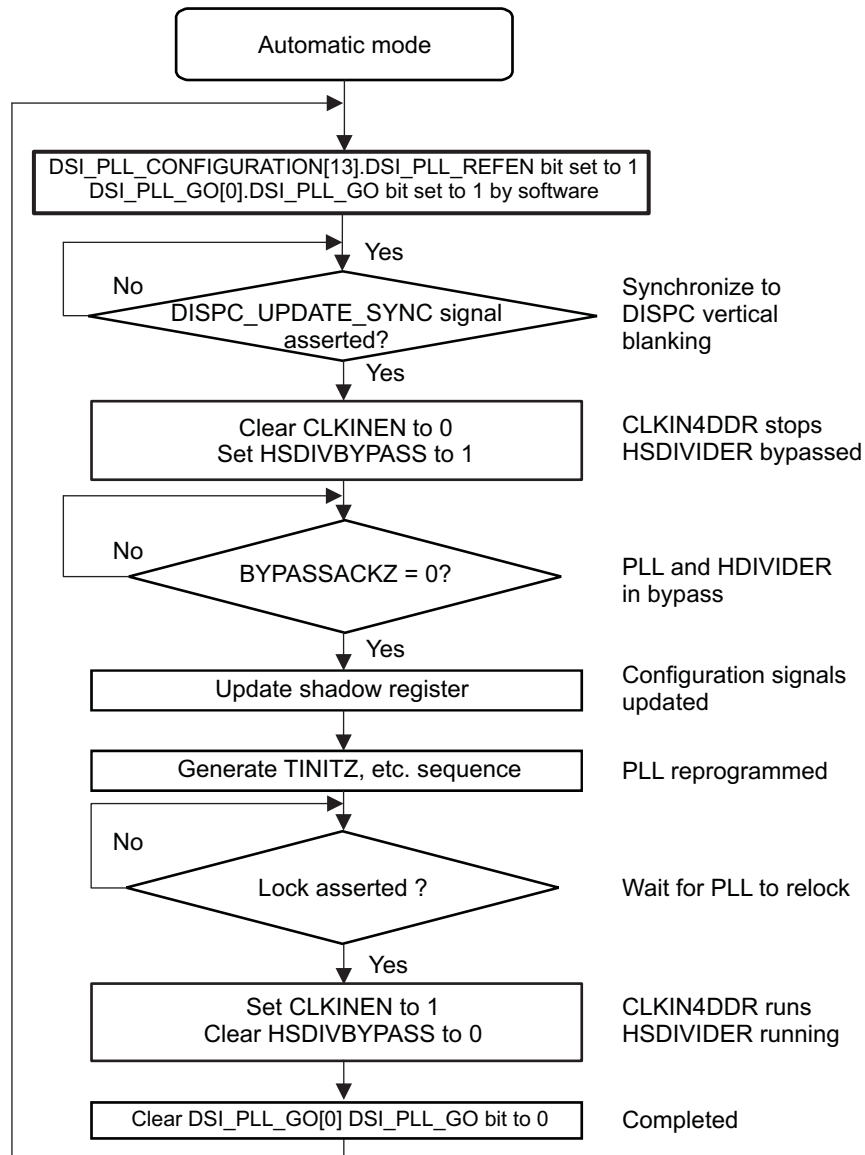 Automatic mode
DSI_PLL_CONFIGURATION[13].DSI_PLL_REFEN bit set to 1
DSI_PLL_GO[0].DSI_PLL_GO bit set to 1 by software
Yes
No
DISPC_UPDATE_SYNC signal
asserted?
Synchronize to
DISPC vertical
blanking
Yes
Clear CLKINEN to 0
Set HSDIVBYPASS to 1
CLKIN4DDR stops
HSDIVIDER bypassed
No
BYPASSACKZ = 0?
PLL and HDIVIDER
in bypass
Yes
Update shadow register
Configuration signals
updated
Generate TINITZ, etc. sequence
PLL reprogrammed
No
Lock asserted ?
Wait for PLL to relock
Yes
Set CLKINEN to 1
Clear HSDIVBYPASS to 0
CLKIN4DDR runs
HSDIVIDER running
Clear DSI_PLL_GO[0] DSI_PLL_GO bit to 0
Completed